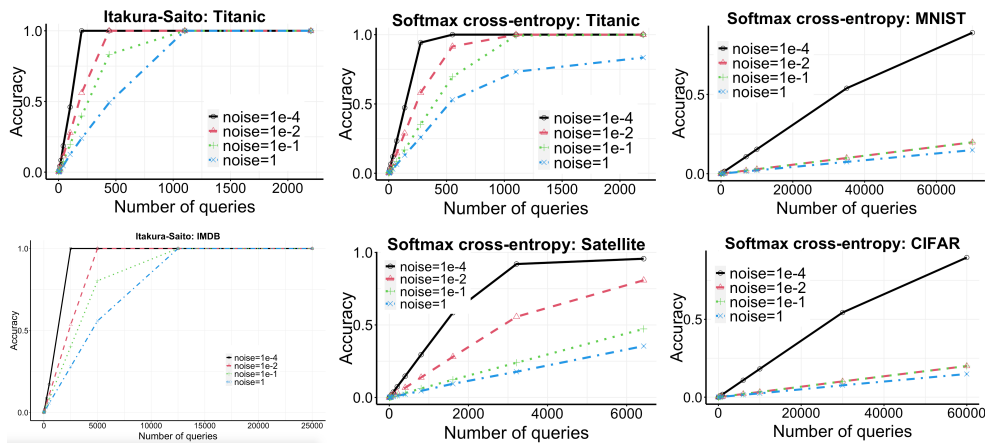 Itakura-Saito: Titanic
Accuracy
1.0
0.5
0.0
noise=1e-4
noise=1e-2
noise=1e-1
noise=1
0 500 1000 1500 2000
Number of queries
Softmax cross-entropy: Titanic
Accuracy
1.0
0.5
0.0
noise=1e-4
noise=1e-2
noise=1e-1
noise=1
0 500 1000 1500 2000
Number of queries
Softmax cross-entropy: MNIST
Accuracy
0.5
0.0
noise=1e-4
noise=1e-2
noise=1e-1
noise=1
0 20000 40000 60000
Number of queries
Itakura-Saito: IMDB
Accuracy
1.0
0.5
0.0
noise=1e-4
noise=1e-2
noise=1e-1
noise=1
0 5000 10000 15000 20000 25000
Number of queries
Softmax cross-entropy: Satellite
Accuracy
1.0
0.5
0.0
noise=1e-4
noise=1e-2
noise=1e-1
noise=1
0 2000 4000 6000
Number of queries
Softmax cross-entropy: CIFAR
Accuracy
0.5
0.0
noise=1e-4
noise=1e-2
noise=1e-1
noise=1
0 10000 20000 30000 40000 50000 60000
Number of queries